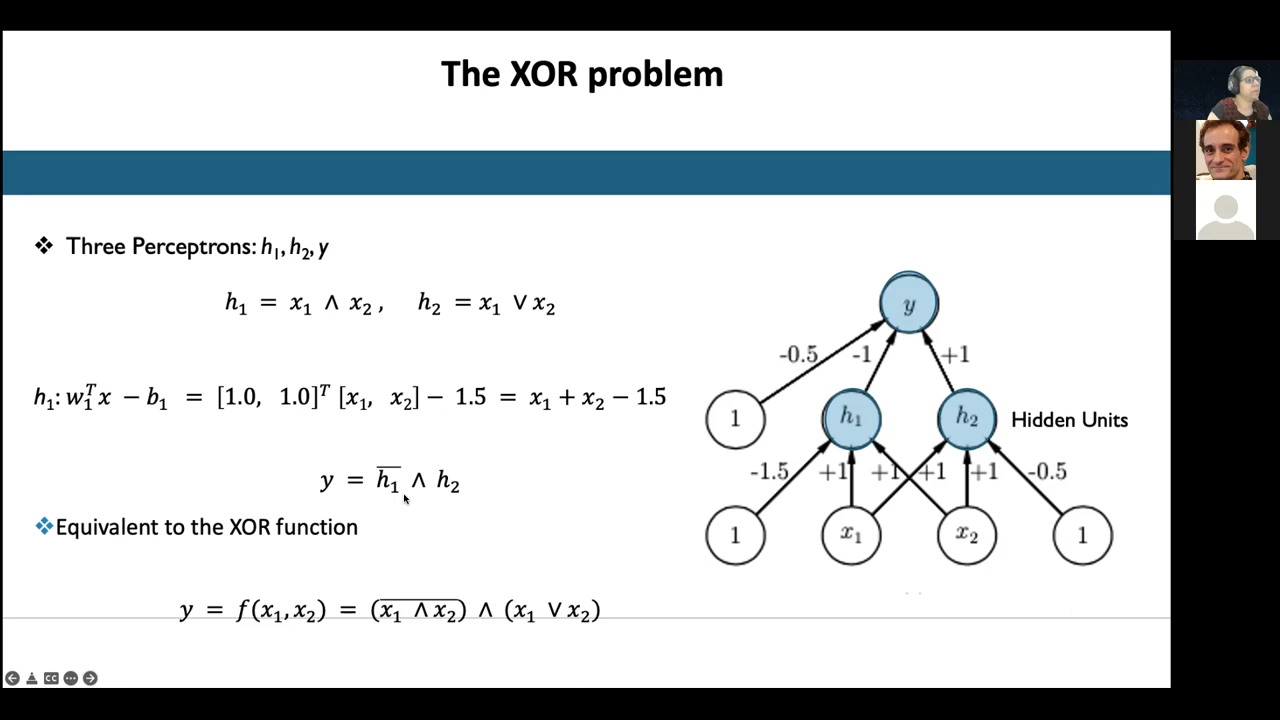 The XOR problem
❖ Three Perceptrons: h₁, h₂, y
h₁ = x₁ ∧ x₂ , h₂ = x₁ ∨ x₂
h₁: w₁ᵀx − b₁ = [1.0, 1.0]ᵀ [x₁, x₂] − 1.5 = x₁ + x₂ − 1.5
y = h̅₁ ∧ h₂
❖Equivalent to the XOR function
y = f(x₁, x₂) = (x̅₁ ̅∧̅ x̅₂) ∧ (x₁ ∨ x₂)
y
-0.5 -1 +1
1 h₁ h₂ Hidden Units
-1.5 +1 +1 +1 +1 -0.5
1 x₁ x₂ 1
CC